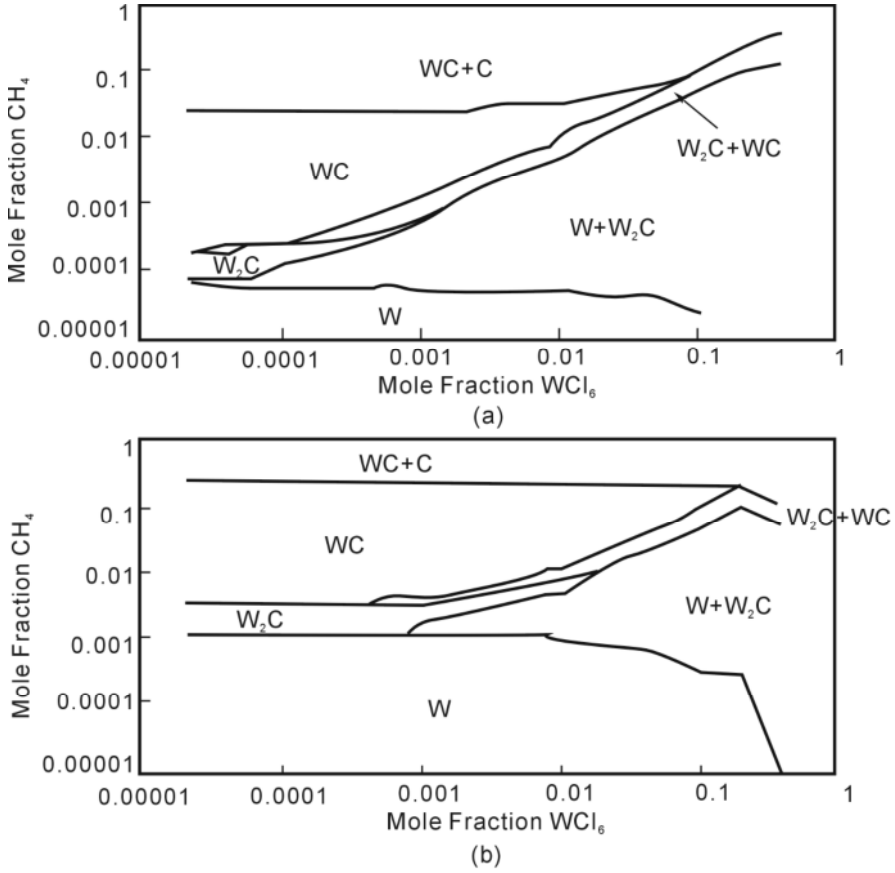 1
0.1
0.01
0.001
0.0001
0.00001
Mole Fraction CH₄
WC+C
WC
W₂C+WC
W+W₂C
W₂C
W
0.00001 0.0001 0.001 0.01 0.1 1
Mole Fraction WCl₆
(a)
1
0.1
0.01
0.001
0.0001
0.00001
Mole Fraction CH₄
WC+C
W₂C+WC
WC
W+W₂C
W₂C
W
0.00001 0.0001 0.001 0.01 0.1 1
Mole Fraction WCl₆
(b)